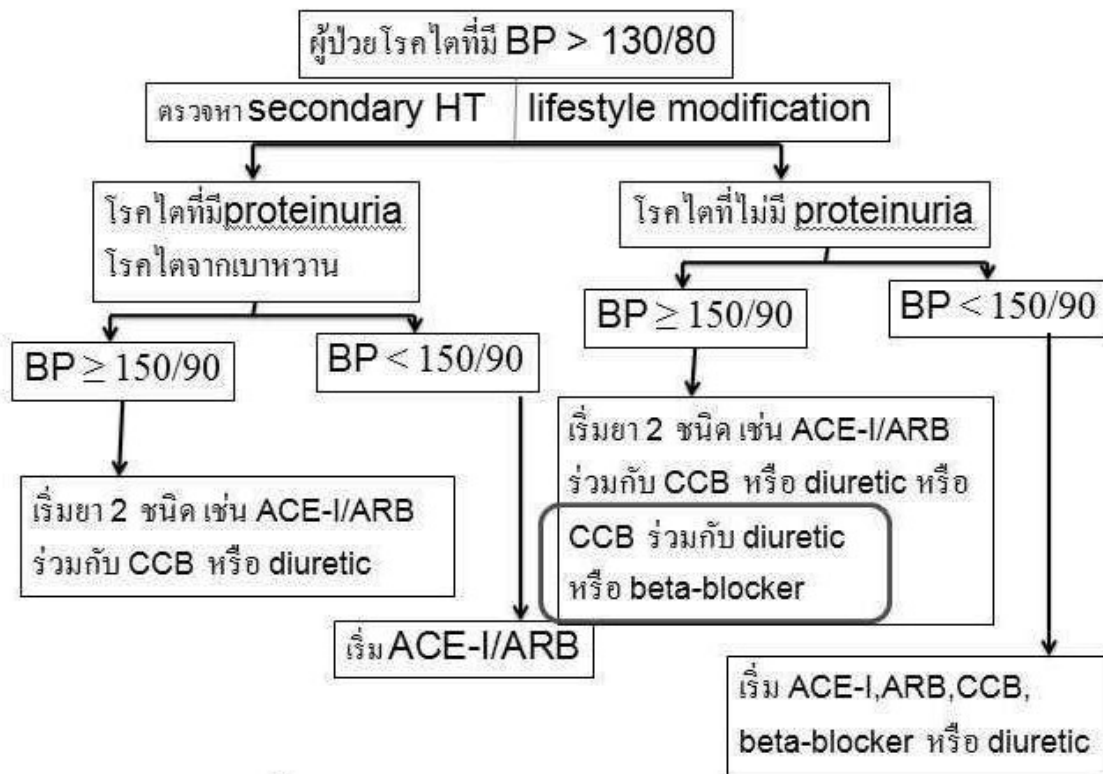 ผู้ป่วยโรคไตที่มี BP > 130/80
ตรวจหา secondary HT
lifestyle modification
โรคไตที่มีproteinuria
โรคไตจากเบาหวาน
โรคไตที่ไม่มี proteinuria
BP ≥ 150/90
BP < 150/90
BP ≥ 150/90
BP < 150/90
เริ่มยา 2 ชนิด เช่น ACE-I/ARB
ร่วมกับ CCB หรือ diuretic
เริ่ม ACE-I/ARB
เริ่มยา 2 ชนิด เช่น ACE-I/ARB
ร่วมกับ CCB หรือ diuretic หรือ
CCB ร่วมกับ diuretic
หรือ beta-blocker
เริ่ม ACE-I,ARB,CCB,
beta-blocker หรือ diuretic